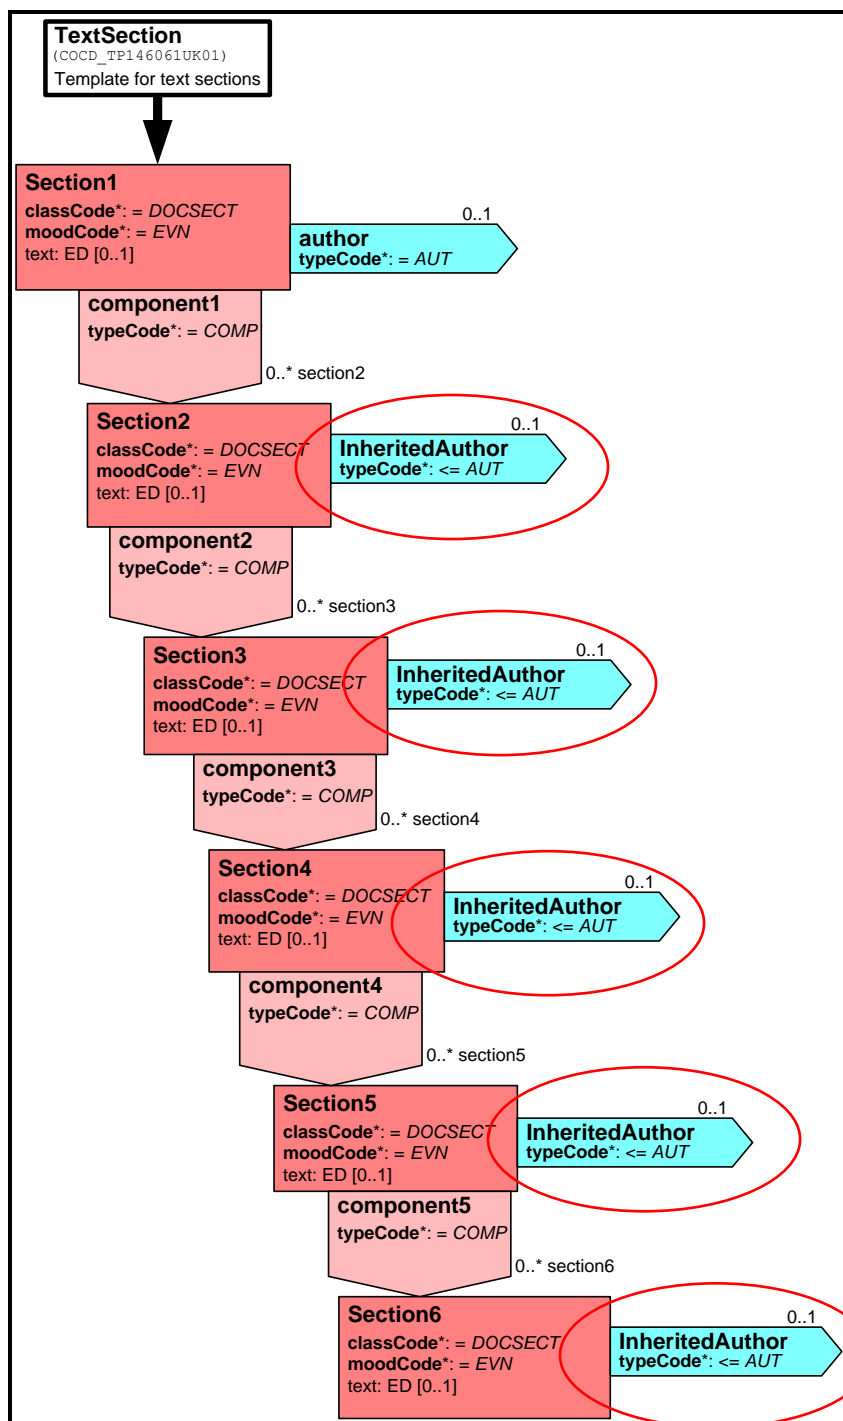 TextSection
(COCD_TP146061UK01)
Template for text sections
Section1
classCode*: = DOCSECT
moodCode*: = EVN
text: ED [0..1]
0..1
author
typeCode*: = AUT
component1
typeCode*: = COMP
0..* section2
Section2
classCode*: = DOCSECT
moodCode*: = EVN
text: ED [0..1]
0..1
InheritedAuthor
typeCode*: <= AUT
component2
typeCode*: = COMP
0..* section3
Section3
classCode*: = DOCSECT
moodCode*: = EVN
text: ED [0..1]
0..1
InheritedAuthor
typeCode*: <= AUT
component3
typeCode*: = COMP
0..* section4
Section4
classCode*: = DOCSECT
moodCode*: = EVN
text: ED [0..1]
0..1
InheritedAuthor
typeCode*: <= AUT
component4
typeCode*: = COMP
0..* section5
Section5
classCode*: = DOCSECT
moodCode*: = EVN
text: ED [0..1]
0..1
InheritedAuthor
typeCode*: <= AUT
component5
typeCode*: = COMP
0..* section6
Section6
classCode*: = DOCSECT
moodCode*: = EVN
text: ED [0..1]
0..1
InheritedAuthor
typeCode*: <= AUT